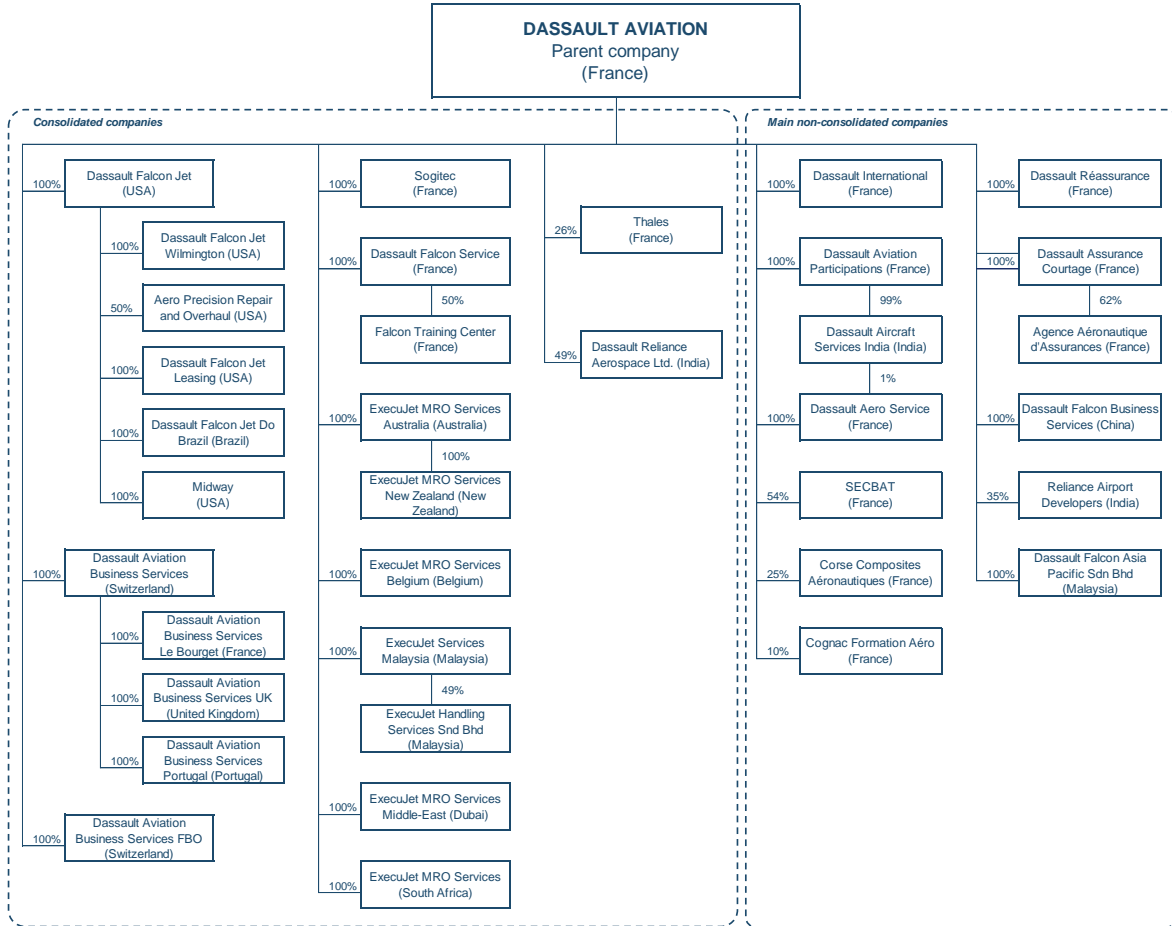 DASSAULT AVIATION
Parent company
(France)
Consolidated companies
100%
Dassault Falcon Jet
(USA)
100%
Dassault Falcon Jet
Wilmington (USA)
50%
Aero Precision Repair
and Overhaul (USA)
100%
Dassault Falcon Jet
Leasing (USA)
100%
Dassault Falcon Jet Do
Brazil (Brazil)
100%
Midway
(USA)
100%
Dassault Aviation
Business Services
(Switzerland)
100%
Dassault Aviation
Business Services
Le Bourget (France)
100%
Dassault Aviation
Business Services UK
(United Kingdom)
100%
Dassault Aviation
Business Services
Portugal (Portugal)
100%
Dassault Aviation
Business Services FBO
(Switzerland)
100%
Sogitec
(France)
100%
Dassault Falcon Service
(France)
50%
Falcon Training Center
(France)
100%
ExecuJet MRO Services
Australia (Australia)
100%
ExecuJet MRO Services
New Zealand (New
Zealand)
100%
ExecuJet MRO Services
Belgium (Belgium)
100%
ExecuJet Services
Malaysia (Malaysia)
49%
ExecuJet Handling
Services Snd Bhd
(Malaysia)
100%
ExecuJet MRO Services
Middle-East (Dubai)
100%
ExecuJet MRO Services
(South Africa)
26%
Thales
(France)
49%
Dassault Reliance
Aerospace Ltd. (India)
Main non-consolidated companies
100%
Dassault International
(France)
100%
Dassault Aviation
Participations (France)
99%
Dassault Aircraft
Services India (India)
1%
100%
Dassault Aero Service
(France)
54%
SECBAT
(France)
25%
Corse Composites
Aéronautiques (France)
10%
Cognac Formation Aéro
(France)
100%
Dassault Réassurance
(France)
100%
Dassault Assurance
Courtage (France)
62%
Agence Aéronautique
d'Assurances (France)
100%
Dassault Falcon Business
Services (China)
35%
Reliance Airport
Developers (India)
100%
Dassault Falcon Asia
Pacific Sdn Bhd
(Malaysia)